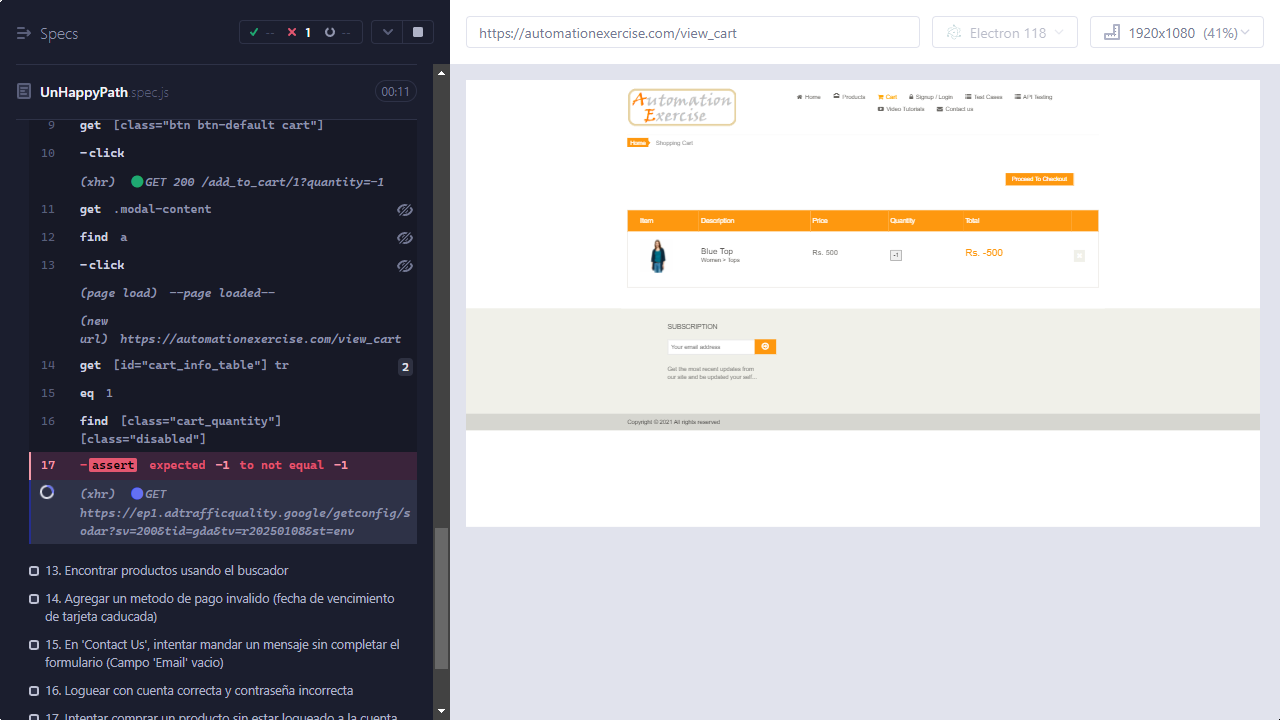 Specs
--
1
--
UnHappyPath.spec.js
00:11
9 get [class="btn btn-default cart"]
10 -click
(xhr) GET 200 /add_to_cart/1?quantity=-1
11 get .modal-content
12 find a
13 -click
(page load) --page loaded--
(new
url) https://automationexercise.com/view_cart
14 get [id="cart_info_table"] tr 2
15 eq 1
16 find [class="cart_quantity"]
[class="disabled"]
17 -assert expected -1 to not equal -1
(xhr) GET
https://ep1.adtrafficquality.google/getconfig/s
odar?sv=200&tid=gda&tv=r20250108&st=env
13. Encontrar productos usando el buscador
14. Agregar un metodo de pago invalido (fecha de vencimiento
de tarjeta caducada)
15. En 'Contact Us', intentar mandar un mensaje sin completar el
formulario (Campo 'Email' vacio)
16. Loguear con cuenta correcta y contraseña incorrecta
17. Intentar comprar un producto sin estar logueado a la cuenta
https://automationexercise.com/view_cart
Electron 118
1920x1080 (41%)
Automation
Exercise
Home Products Cart Signup / Login Test Cases API Testing
Video Tutorials Contact us
Home Shopping Cart
Proceed To Checkout
Item Description Price Quantity Total
Blue Top Rs. 500 -1 Rs. -500
Women > Tops
SUBSCRIPTION
Your email address
Get the most recent updates from
our site and be updated your self...
Copyright © 2021 All rights reserved